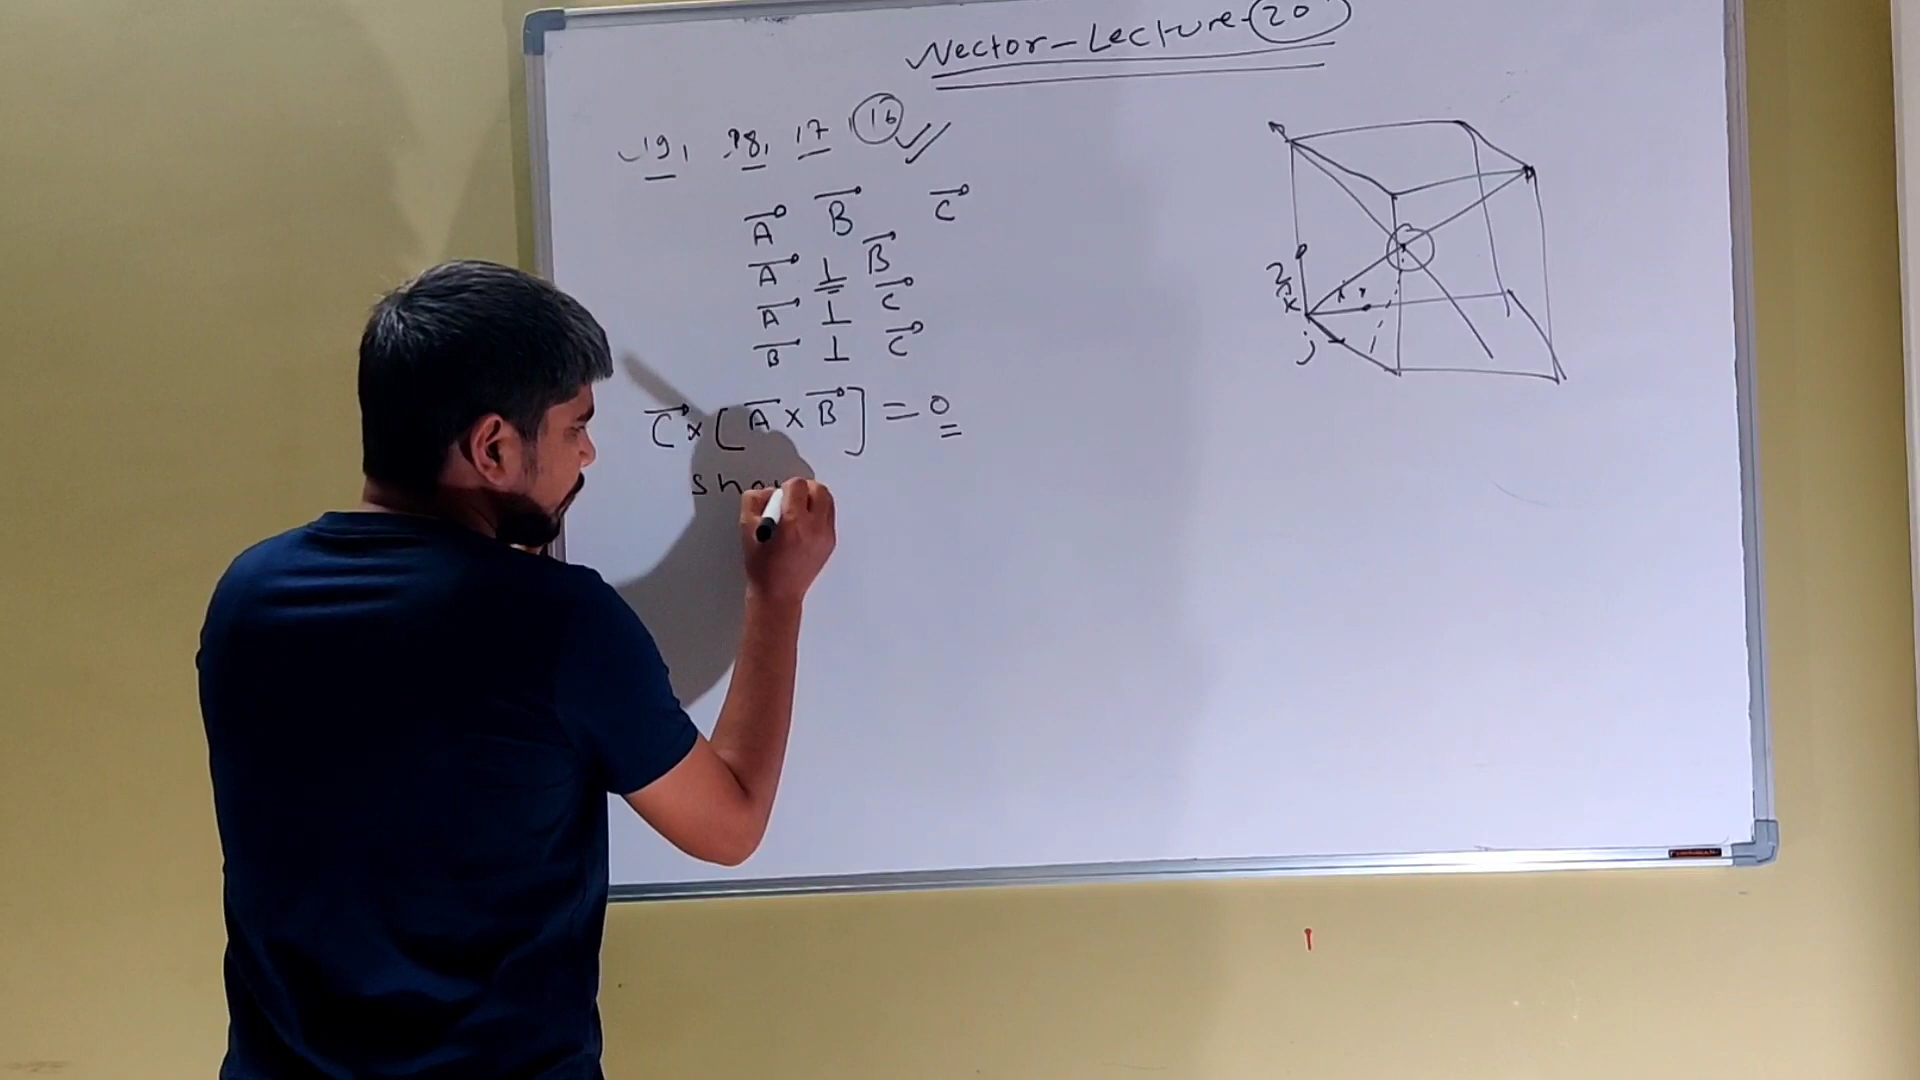 Vector - Lecture - 20
19, 18, 17, 16
A⃗ B⃗ C⃗
A⃗ ⊥ B⃗
A⃗ ⊥ C⃗
B⃗ ⊥ C⃗
C⃗ × [A⃗ × B⃗] = 0
sho
x
j